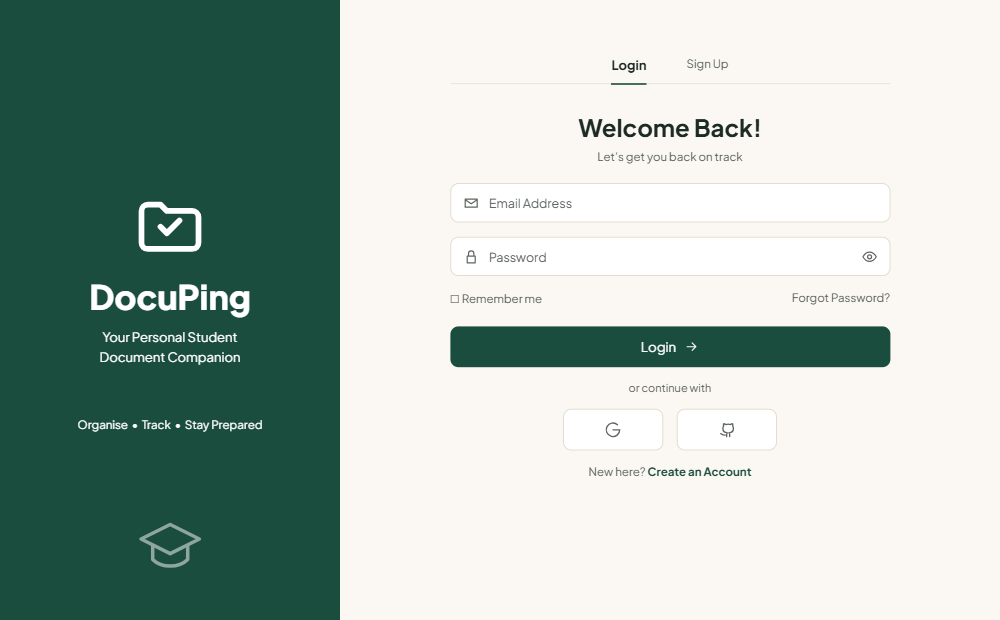 DocuPing
Your Personal Student
Document Companion
Organise • Track • Stay Prepared
Login
Sign Up
Welcome Back!
Let's get you back on track
Email Address
Password
Remember me
Forgot Password?
Login →
or continue with
New here? Create an Account